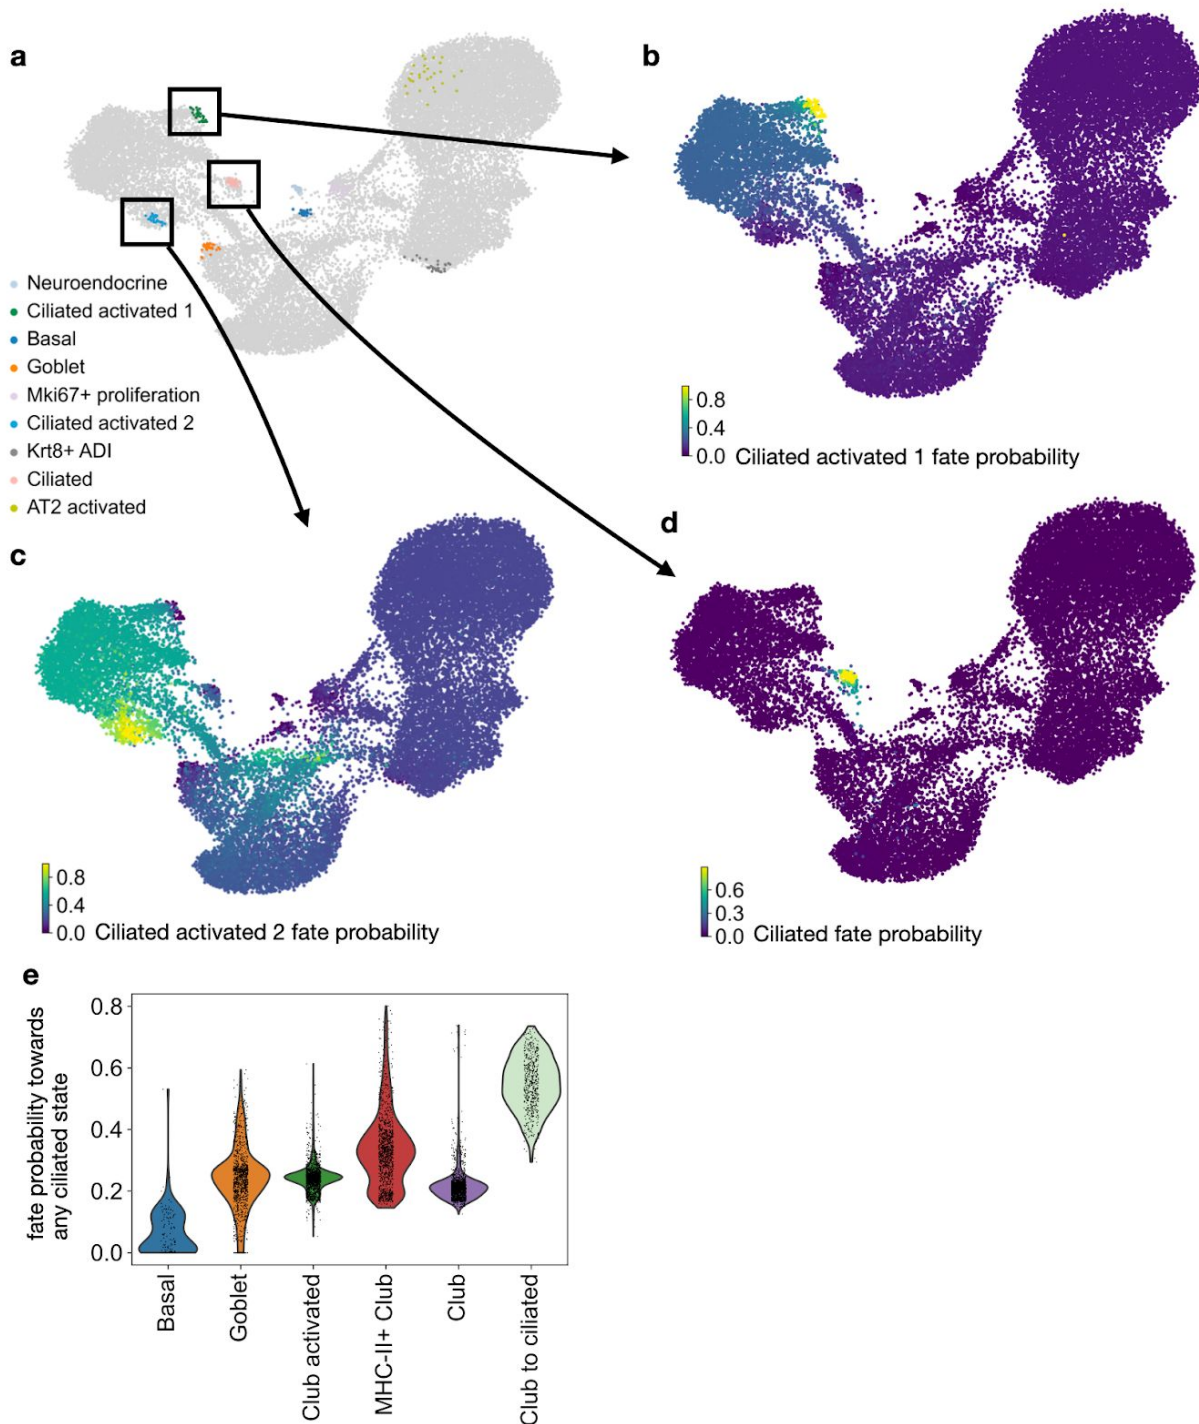 a
Neuroendocrine
Ciliated activated 1
Basal
Goblet
Mki67+ proliferation
Ciliated activated 2
Krt8+ ADI
Ciliated
AT2 activated
b
0.8
0.4
0.0
Ciliated activated 1 fate probability
c
0.8
0.4
0.0
Ciliated activated 2 fate probability
d
0.6
0.3
0.0
Ciliated fate probability
e
fate probability towards
any ciliated state
0.8
0.6
0.4
0.2
0.0
Basal
Goblet
Club activated
MHC-II+ Club
Club
Club to ciliated